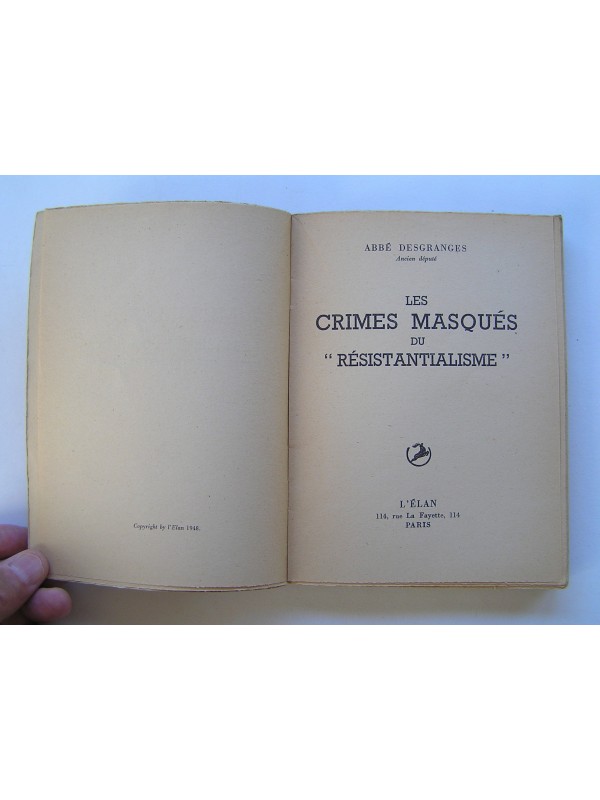 Copyright by l'Elan 1948.
ABBÉ DESGRANGES
Ancien député
LES
CRIMES MASQUÉS
DU
“ RÉSISTANTIALISME ”
L'ÉLAN
114, rue La Fayette, 114
PARIS